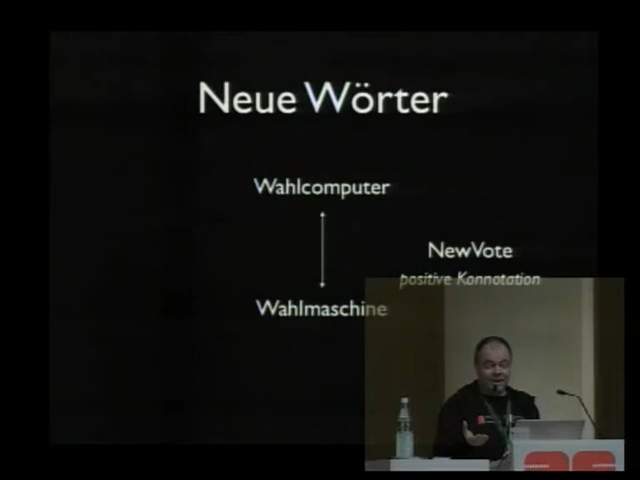 Neue Wörter
Wahlcomputer
NewVote
positive Konnotation
Wahlmaschine